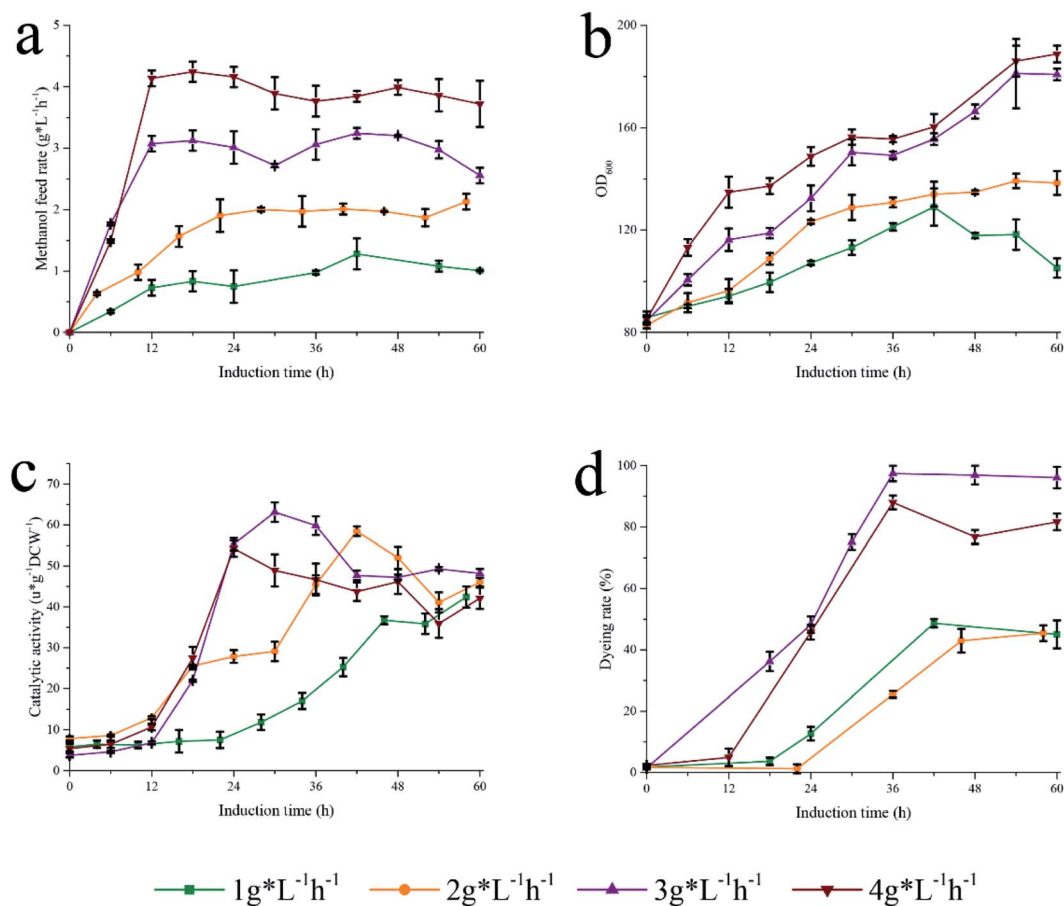 a
Methanol feed rate (g*L⁻¹h⁻¹)
5
4
3
2
1
0
0 12 24 36 48 60
Induction time (h)
b
OD₆₀₀
200
160
120
80
0 12 24 36 48 60
Induction time (h)
c
Catalytic activity (u*g⁻¹DCW⁻¹)
70
60
50
40
30
20
10
0
0 12 24 36 48 60
Induction time (h)
d
Dyeing rate (%)
100
80
60
40
20
0
0 12 24 36 48 60
Induction time (h)
1g*L⁻¹h⁻¹ 2g*L⁻¹h⁻¹ 3g*L⁻¹h⁻¹ 4g*L⁻¹h⁻¹